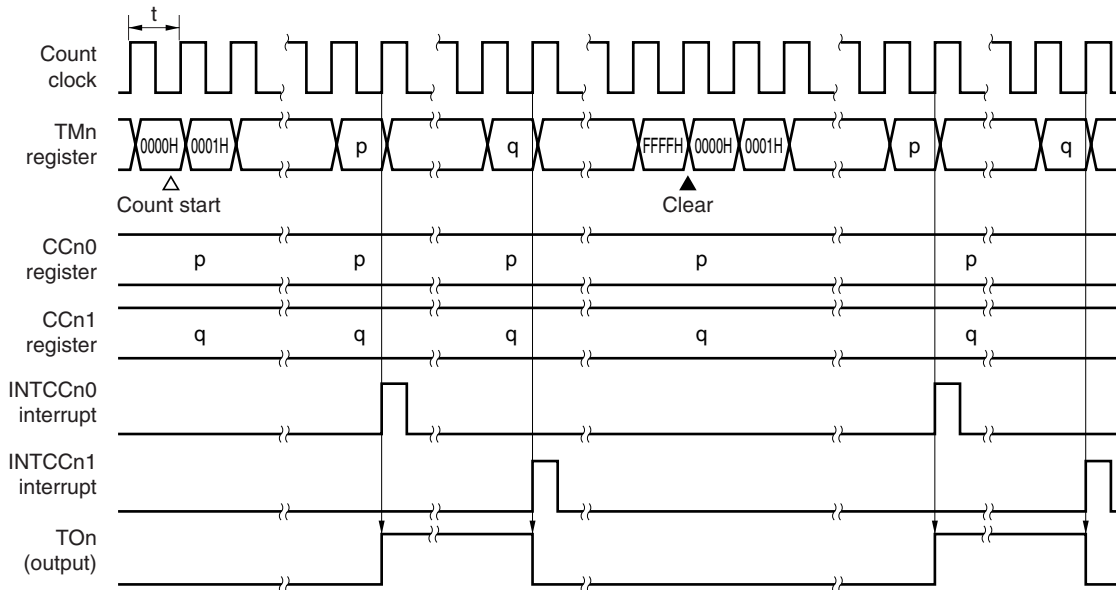 t
Count
clock
TMn
register
0000H 0001H p q FFFFH 0000H 0001H p q
Count start Clear
CCn0
register
p p p p p
CCn1
register
q q q q q
INTCCn0
interrupt
INTCCn1
interrupt
TOn
(output)